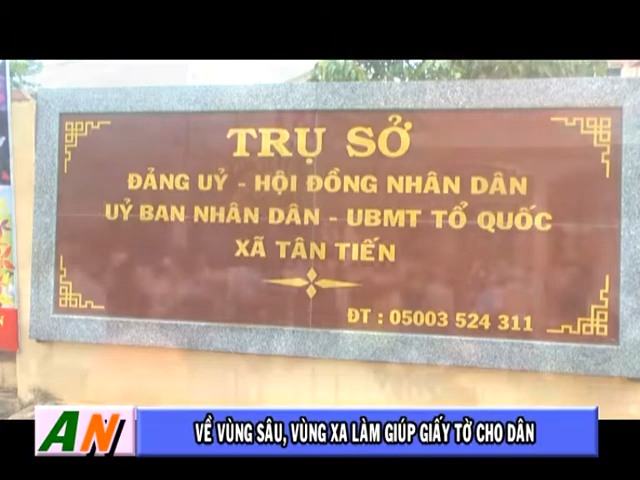 TRỤ SỞ
ĐẢNG UỶ - HỘI ĐỒNG NHÂN DÂN
UỶ BAN NHÂN DÂN - UBMT TỔ QUỐC
XÃ TÂN TIẾN
ĐT : 05003 524 311
N
AN
VỀ VÙNG SÂU, VÙNG XA LÀM GIÚP GIẤY TỜ CHO DÂN